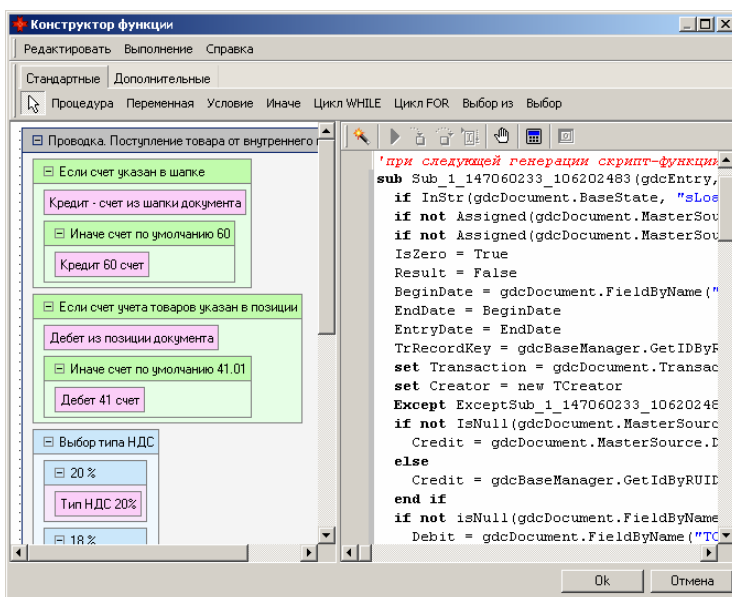 Конструктор функции
Редактировать Выполнение Справка
Стандартные Дополнительные
Процедура Переменная Условие Иначе Цикл WHILE Цикл FOR Выбор из Выбор
Проводка. Поступление товара от внутреннего
Если счет указан в шапке
Кредит - счет из шапки документа
Иначе счет по умолчанию 60
Кредит 60 счет
Если счет учета товаров указан в позиции
Дебет из позиции документа
Иначе счет по умолчанию 41.01
Дебет 41 счет
Выбор типа НДС
20 %
Тип НДС 20%
18 %
'при следующей генерации скрипт-функции
sub Sub_1_147060233_106202483(gdcEntry,
if InStr(gdcDocument.BaseState, "sLos
if not Assigned(gdcDocument.MasterSou
if not Assigned(gdcDocument.MasterSou
IsZero = True
Result = False
BeginDate = gdcDocument.FieldByName("
EndDate = BeginDate
EntryDate = EndDate
TrRecordKey = gdcBaseManager.GetIDByR
set Transaction = gdcDocument.Transac
set Creator = new TCreator
Except ExceptSub_1_147060233_10620248
if not IsNull(gdcDocument.MasterSourc
Credit = gdcDocument.MasterSource.D
else
Credit = gdcBaseManager.GetIdByRUID
end if
if not isNull(gdcDocument.FieldByName
Debit = gdcDocument.FieldByName("TO
Ok Отмена